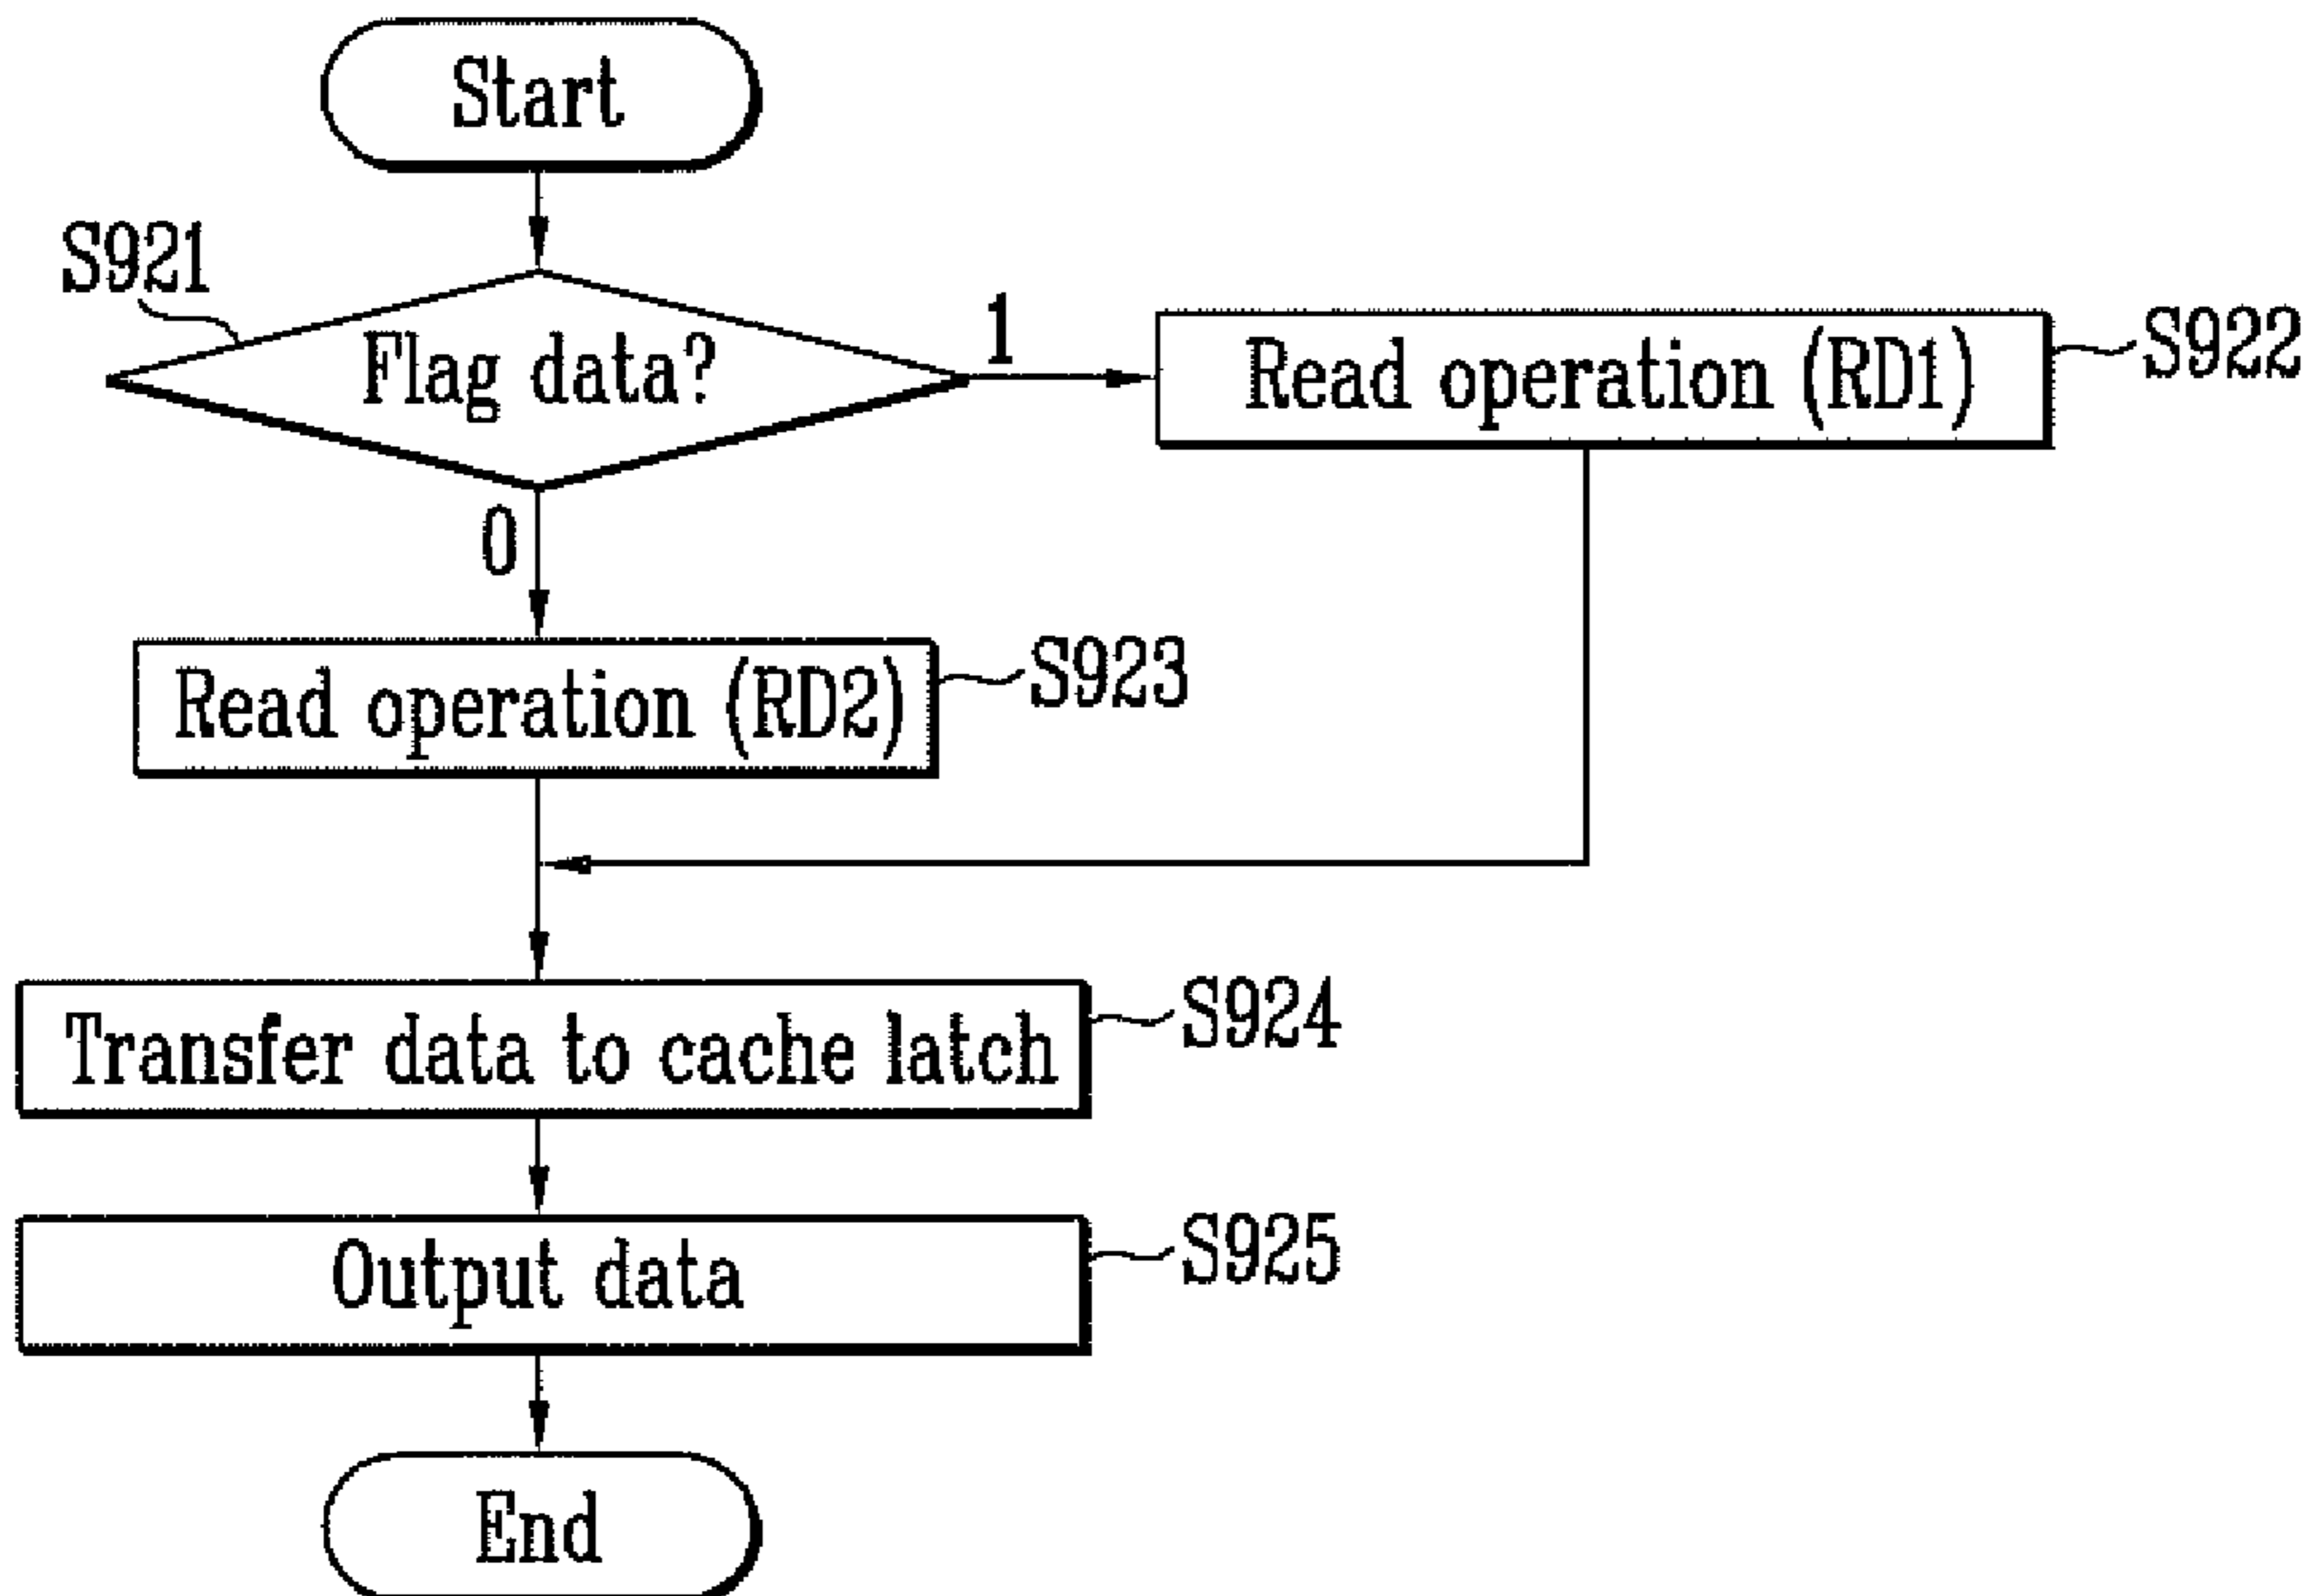 Start
S921
Flag data?
1
Read operation (RD1)
S922
0
Read operation (RD2)
S923
Transfer data to cache latch
S924
Output data
S925
End